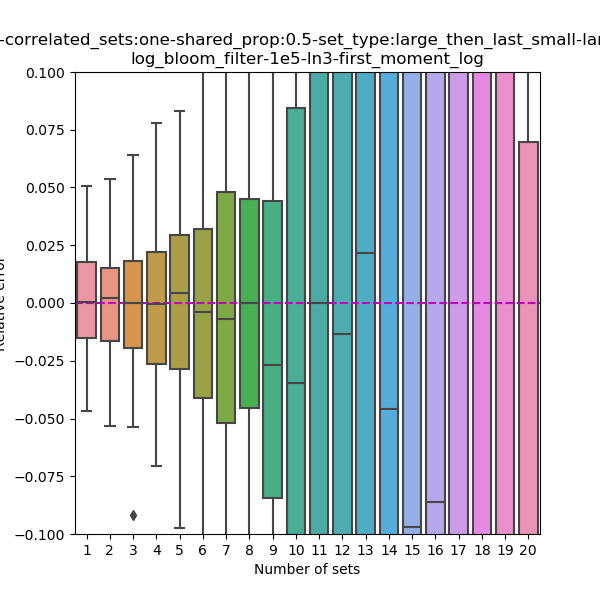 -correlated_sets:one-shared_prop:0.5-set_type:large_then_last_small-lar
log_bloom_filter-1e5-ln3-first_moment_log
0.100
0.075
0.050
0.025
0.000
−0.025
−0.050
−0.075
−0.100
Relative error
1 2 3 4 5 6 7 8 9 10 11 12 13 14 15 16 17 18 19 20
Number of sets